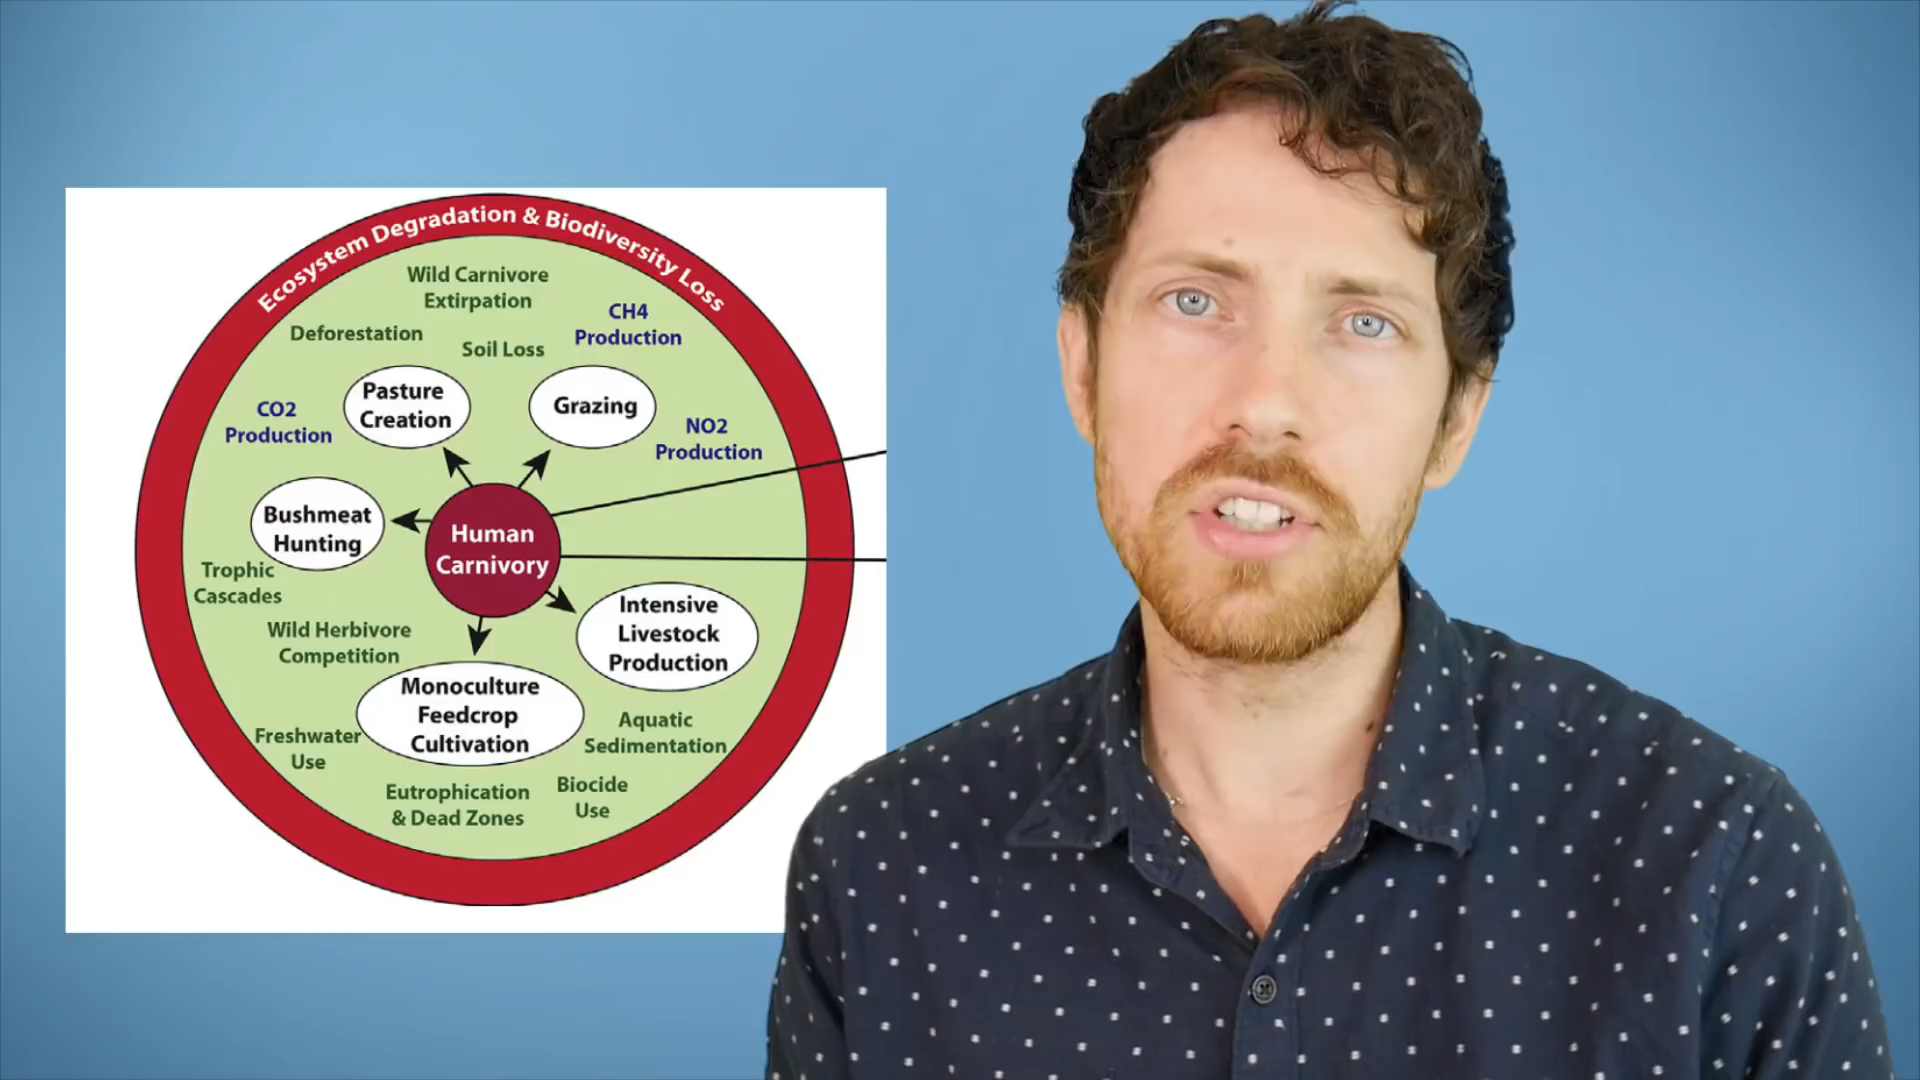 Ecosystem Degradation & Biodiversity Loss
Wild Carnivore
Extirpation
CH4
Production
Deforestation
Soil Loss
Pasture
Creation
Grazing
CO2
Production
NO2
Production
Bushmeat
Hunting
Human
Carnivory
Trophic
Cascades
Intensive
Livestock
Production
Wild Herbivore
Competition
Monoculture
Feedcrop
Cultivation
Aquatic
Sedimentation
Freshwater
Use
Eutrophication
& Dead Zones
Biocide
Use